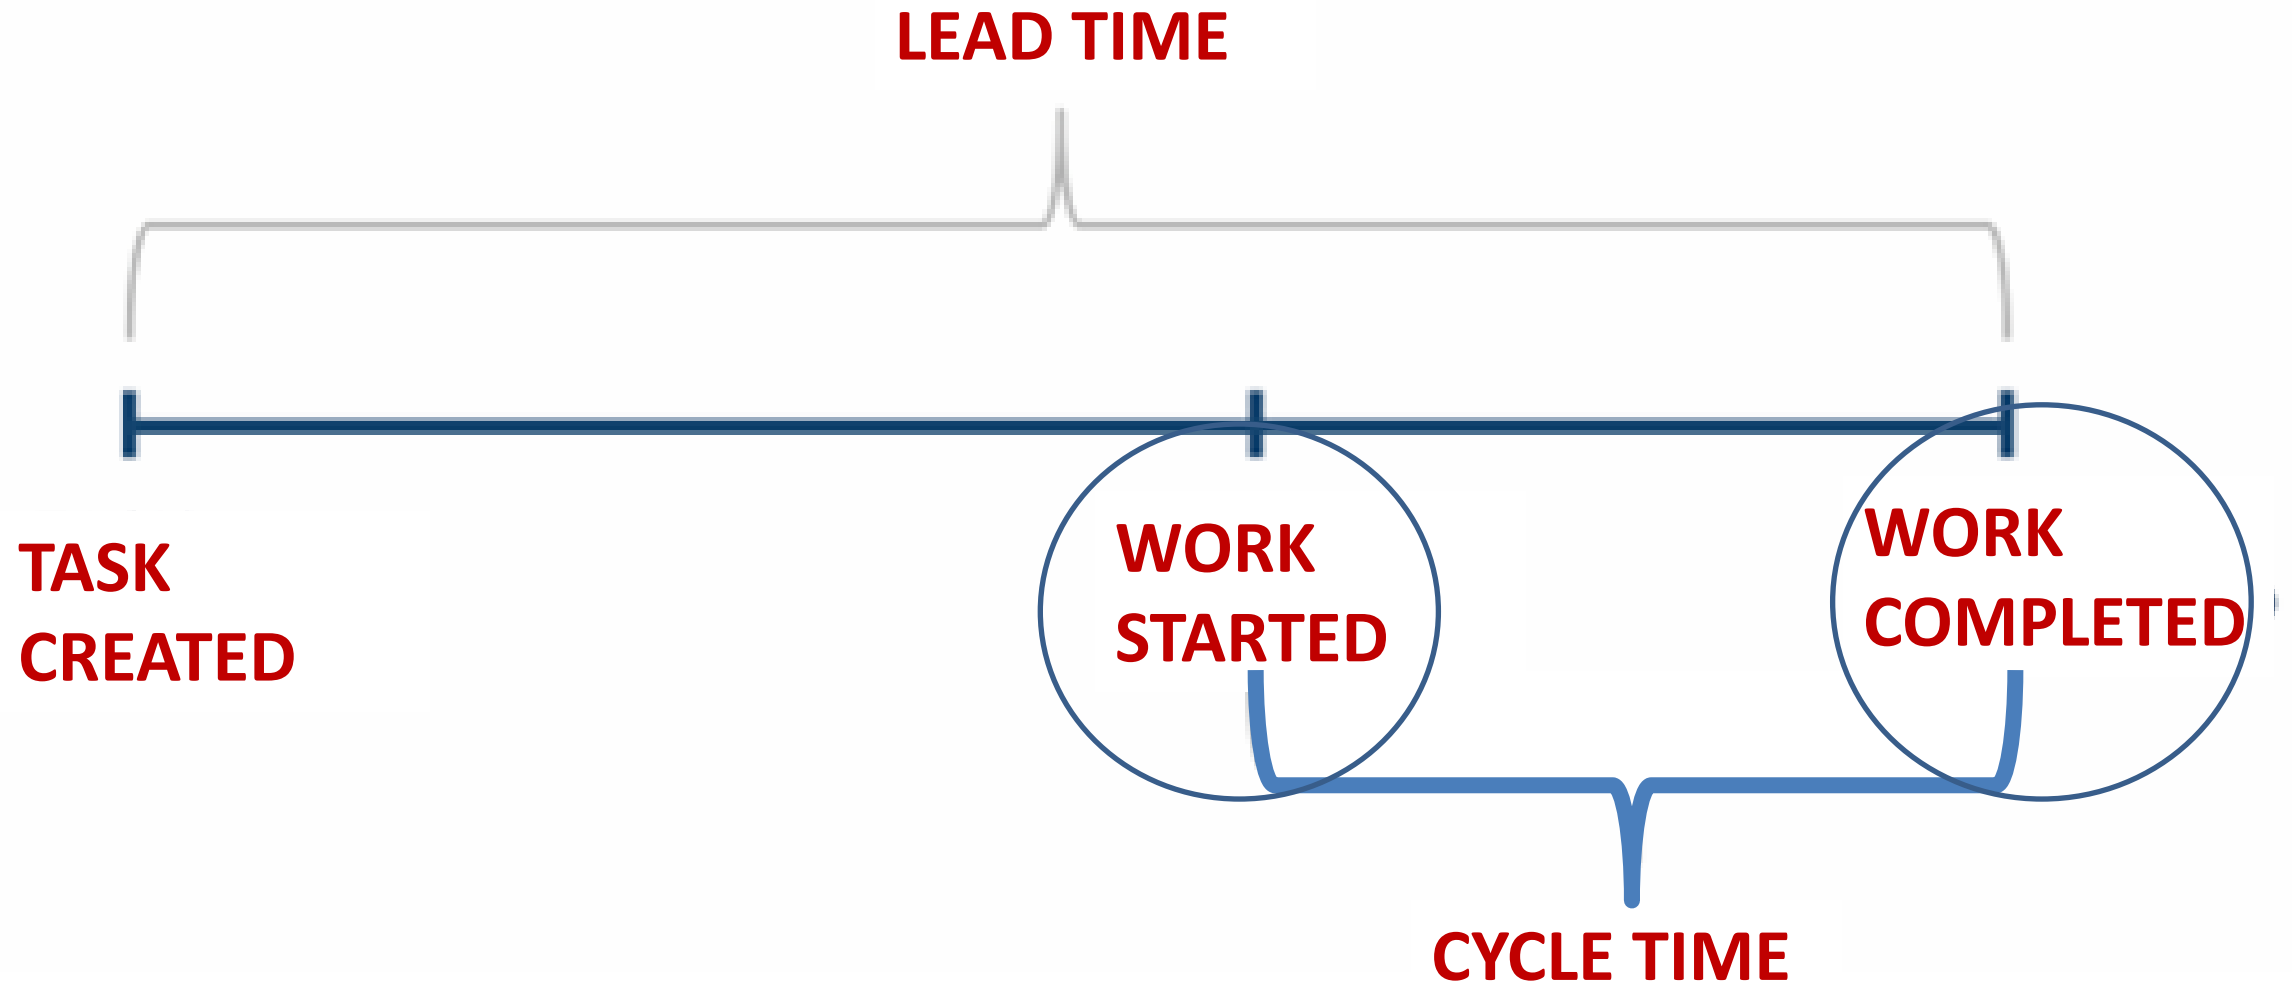 LEAD TIME
TASK
CREATED
WORK
STARTED
WORK
COMPLETED
CYCLE TIME